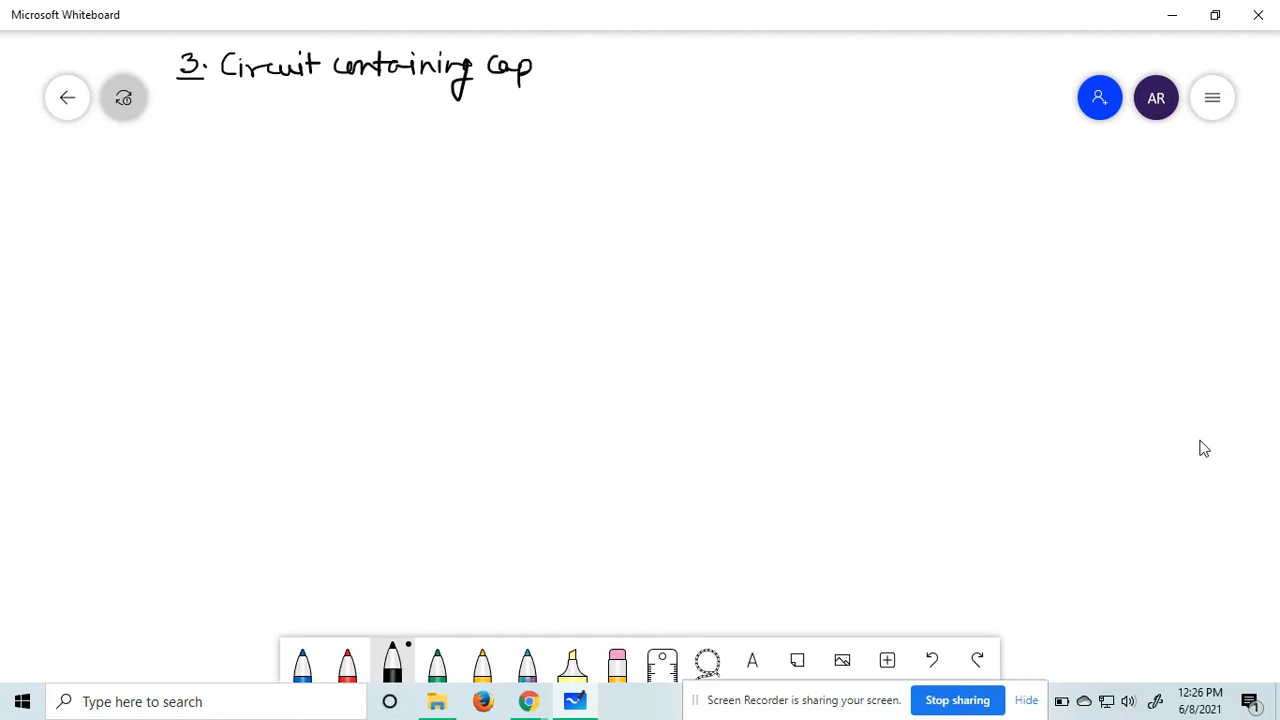 Microsoft Whiteboard
3. Circuit containing cap
AR
A
Type here to search
Screen Recorder is sharing your screen.
Stop sharing
Hide
12:26 PM
6/8/2021
1